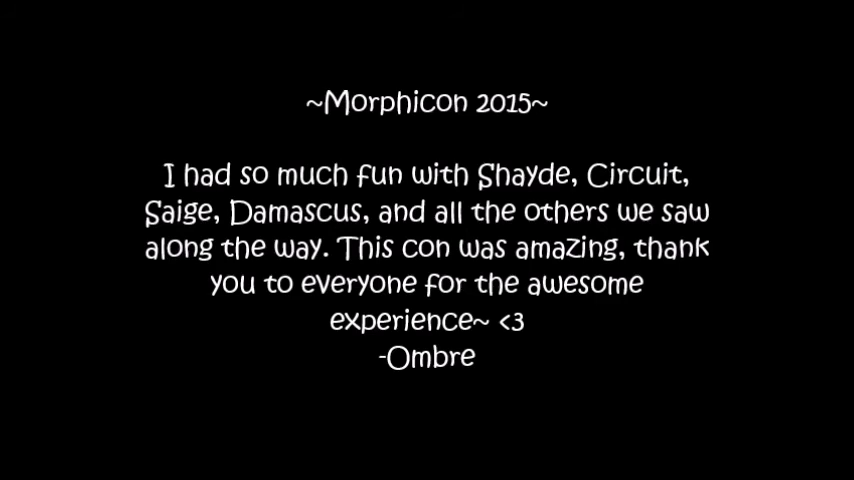 ~Morphicon 2015~
I had so much fun with Shayde, Circuit,
Saige, Damascus, and all the others we saw
along the way. This con was amazing, thank
you to everyone for the awesome
experience~ <3
-Ombre